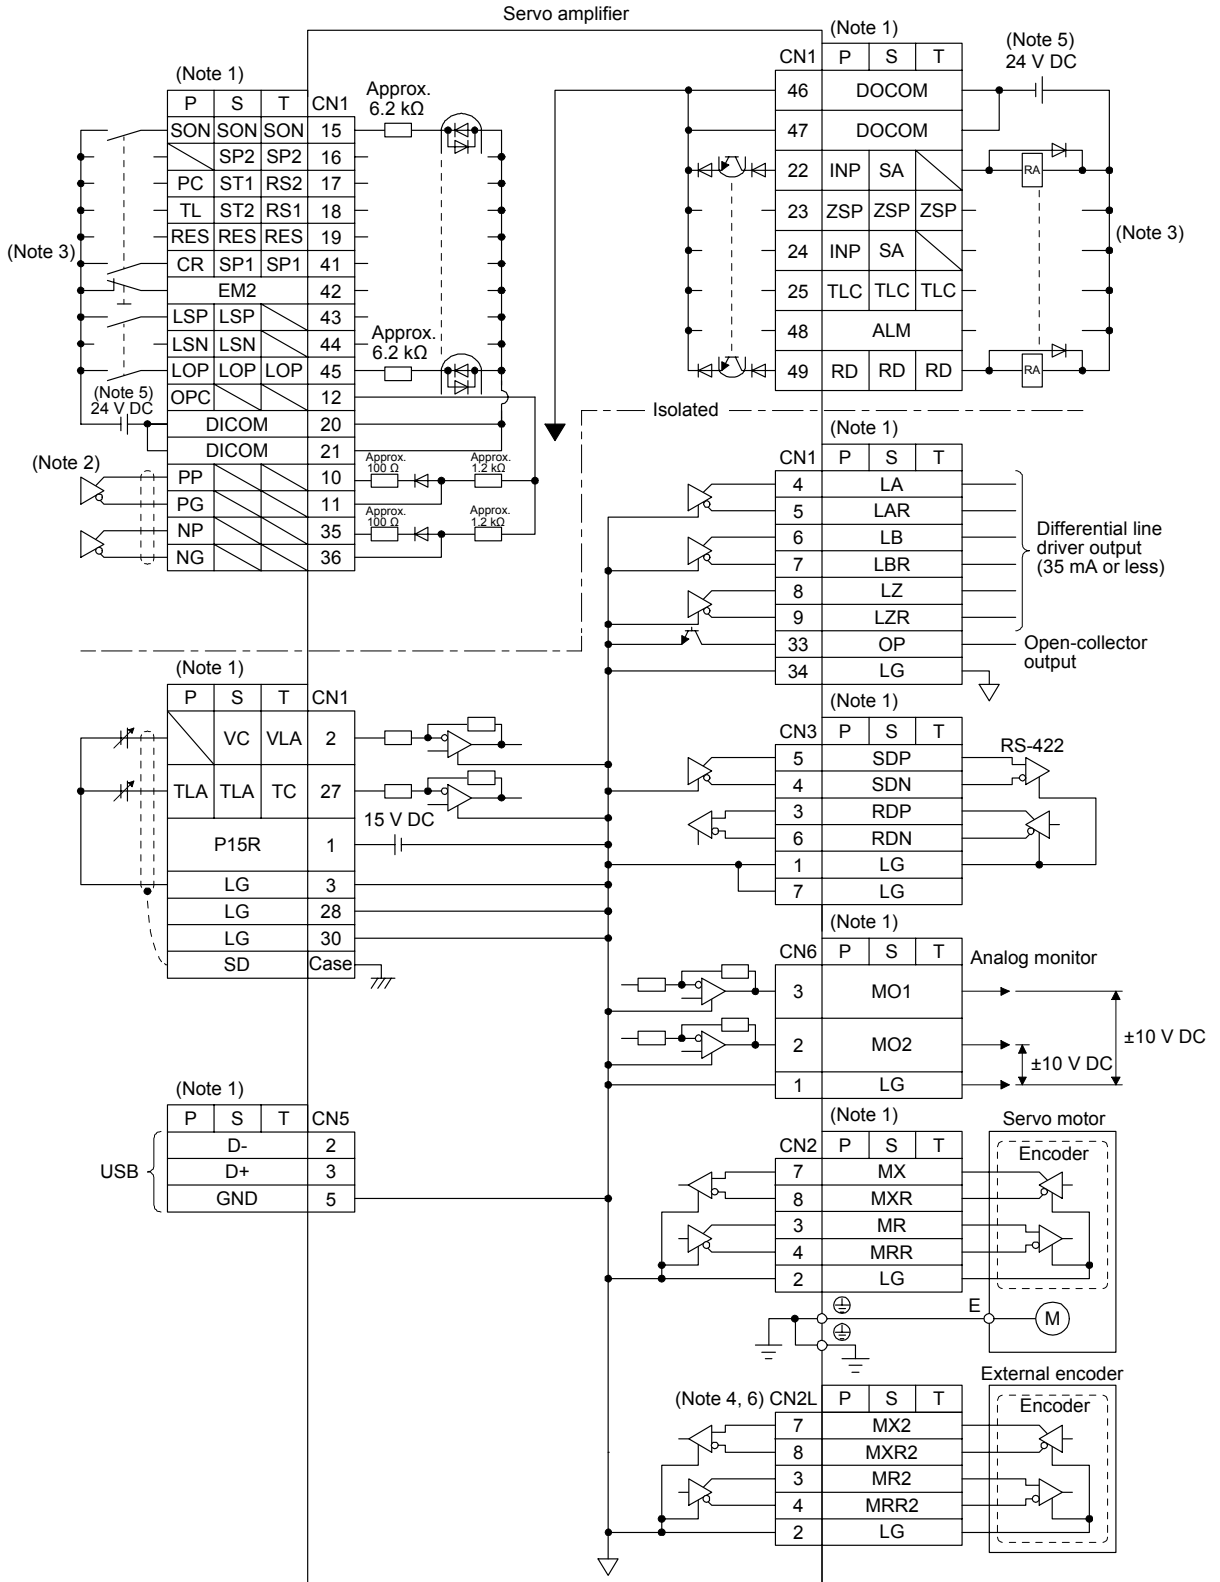 Servo amplifier
(Note 1)
P S T CN1
SON SON SON 15
SP2 SP2 16
PC ST1 RS2 17
TL ST2 RS1 18
RES RES RES 19
CR SP1 SP1 41
EM2 42
LSP LSP 43
LSN LSN 44
LOP LOP LOP 45
OPC 12
DICOM 20
DICOM 21
PP 10
PG 11
NP 35
NG 36
(Note 3)
(Note 5)
24 V DC
(Note 2)
Approx.
6.2 kΩ
Approx.
6.2 kΩ
Approx.
100 Ω
Approx.
1.2 kΩ
Approx.
100 Ω
Approx.
1.2 kΩ
(Note 1)
CN1 P S T
46 DOCOM
47 DOCOM
22 INP SA
23 ZSP ZSP ZSP
24 INP SA
25 TLC TLC TLC
48 ALM
49 RD RD RD
(Note 5)
24 V DC
RA
(Note 3)
RA
Isolated
(Note 1)
CN1 P S T
4 LA
5 LAR
6 LB
7 LBR
8 LZ
9 LZR
33 OP
34 LG
Differential line
driver output
(35 mA or less)
Open-collector
output
(Note 1)
P S T CN1
VC VLA 2
TLA TLA TC 27
P15R 1
LG 3
LG 28
LG 30
SD Case
15 V DC
(Note 1)
CN3 P S T
5 SDP
4 SDN
3 RDP
6 RDN
1 LG
7 LG
RS-422
(Note 1)
CN6 P S T
3 MO1
2 MO2
1 LG
Analog monitor
±10 V DC
±10 V DC
(Note 1)
P S T CN5
D- 2
D+ 3
GND 5
USB
(Note 1)
CN2 P S T
7 MX
8 MXR
3 MR
4 MRR
2 LG
Servo motor
Encoder
E
M
(Note 4, 6) CN2L P S T
7 MX2
8 MXR2
3 MR2
4 MRR2
2 LG
External encoder
Encoder